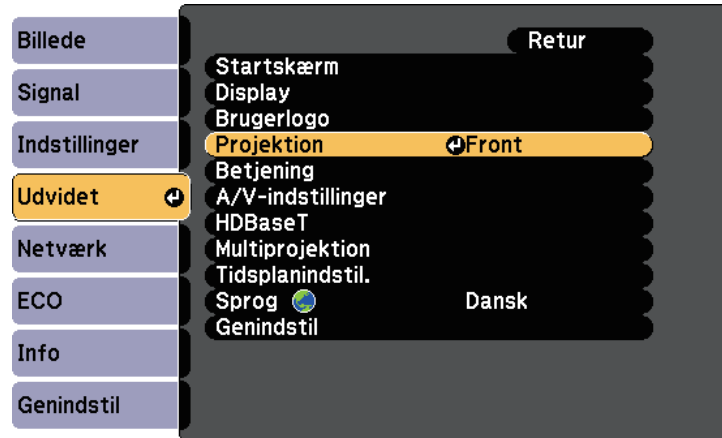 Billede
Signal
Indstillinger
Udvidet
Netværk
ECO
Info
Genindstil
Retur
Startskærm
Display
Brugerlogo
Projektion Front
Betjening
A/V-indstillinger
HDBaseT
Multiprojektion
Tidsplanindstil.
Sprog Dansk
Genindstil